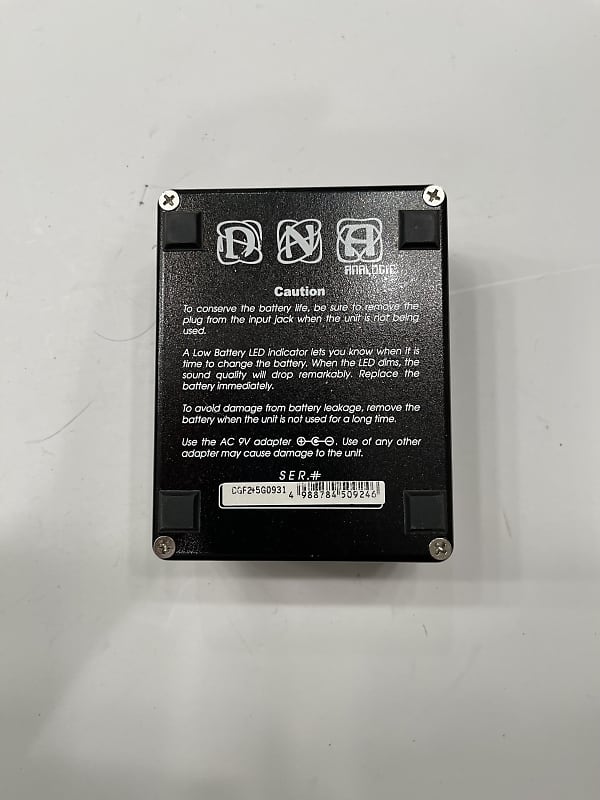 DNA
ANALOGIC
Caution
To conserve the battery life, be sure to remove the
plug from the input jack when the unit is not being
used.
A Low Battery LED indicator lets you know when it is
time to change the battery. When the LED dims, the
sound quality will drop remarkably. Replace the
battery immediately.
To avoid damage from battery leakage, remove the
battery when the unit is not used for a long time.
Use the AC 9V adapter ⊕-C-⊖. Use of any other
adapter may cause damage to the unit.
SER.#
CGF2+5G0931 4 988784 509246